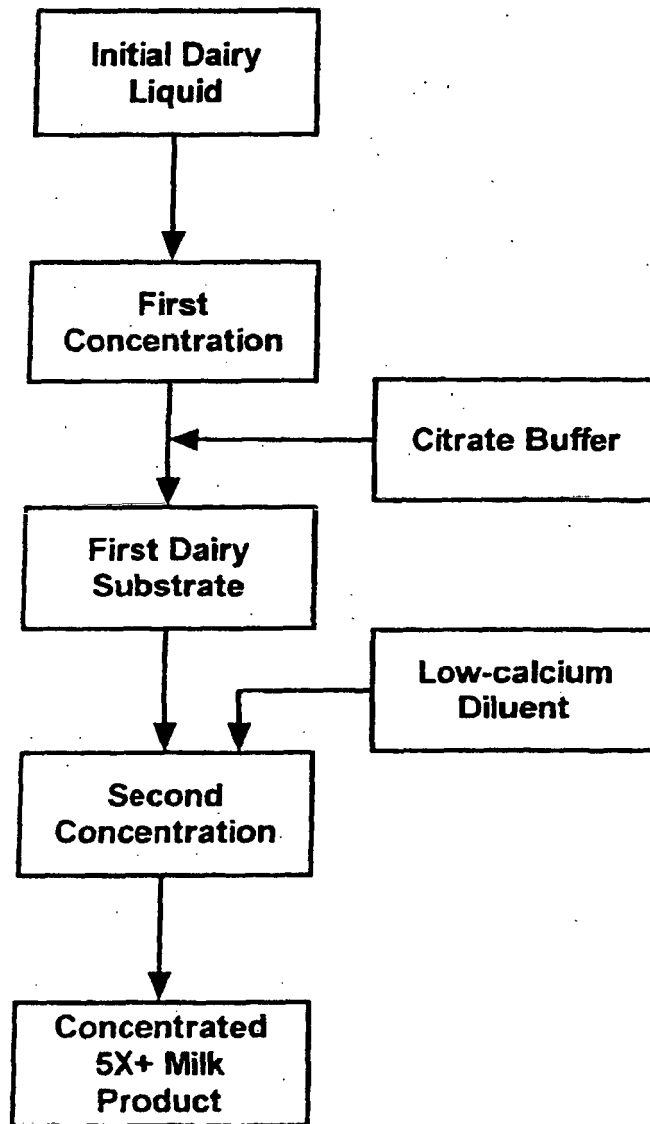 Initial Dairy
Liquid
First
Concentration
Citrate Buffer
First Dairy
Substrate
Low-calcium
Diluent
Second
Concentration
Concentrated
5X+ Milk
Product